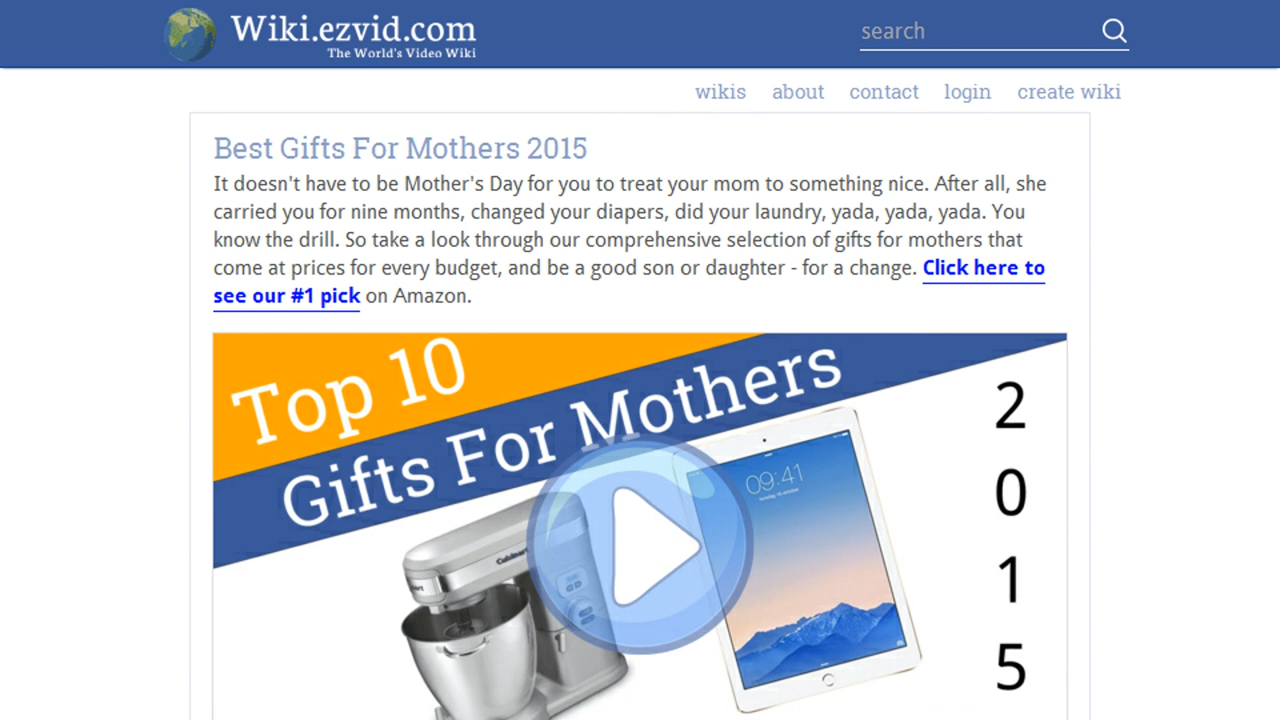 Wiki.ezvid.com
The World's Video Wiki
search
wikis about contact login create wiki
Best Gifts For Mothers 2015
It doesn't have to be Mother's Day for you to treat your mom to something nice. After all, she
carried you for nine months, changed your diapers, did your laundry, yada, yada, yada. You
know the drill. So take a look through our comprehensive selection of gifts for mothers that
come at prices for every budget, and be a good son or daughter - for a change. Click here to
see our #1 pick on Amazon.
Top 10
Gifts For Mothers
2
0
1
5
09:41
Cuisinart